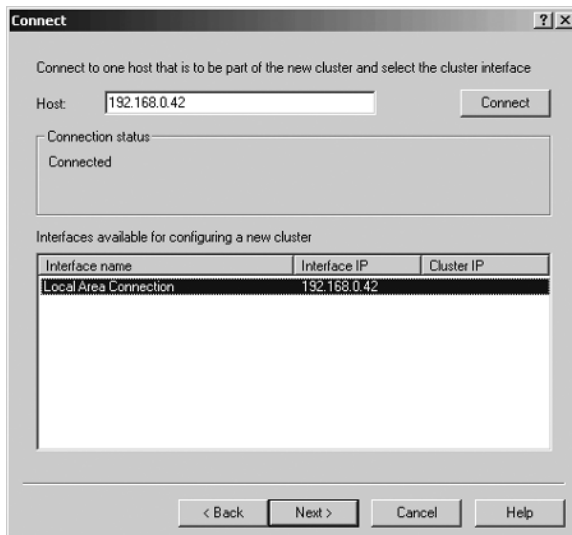 Connect
Connect to one host that is to be part of the new cluster and select the cluster interface
Host: 192.168.0.42 Connect
Connection status
Connected
Interfaces available for configuring a new cluster
Interface name Interface IP Cluster IP
Local Area Connection 192.168.0.42
< Back Next > Cancel Help